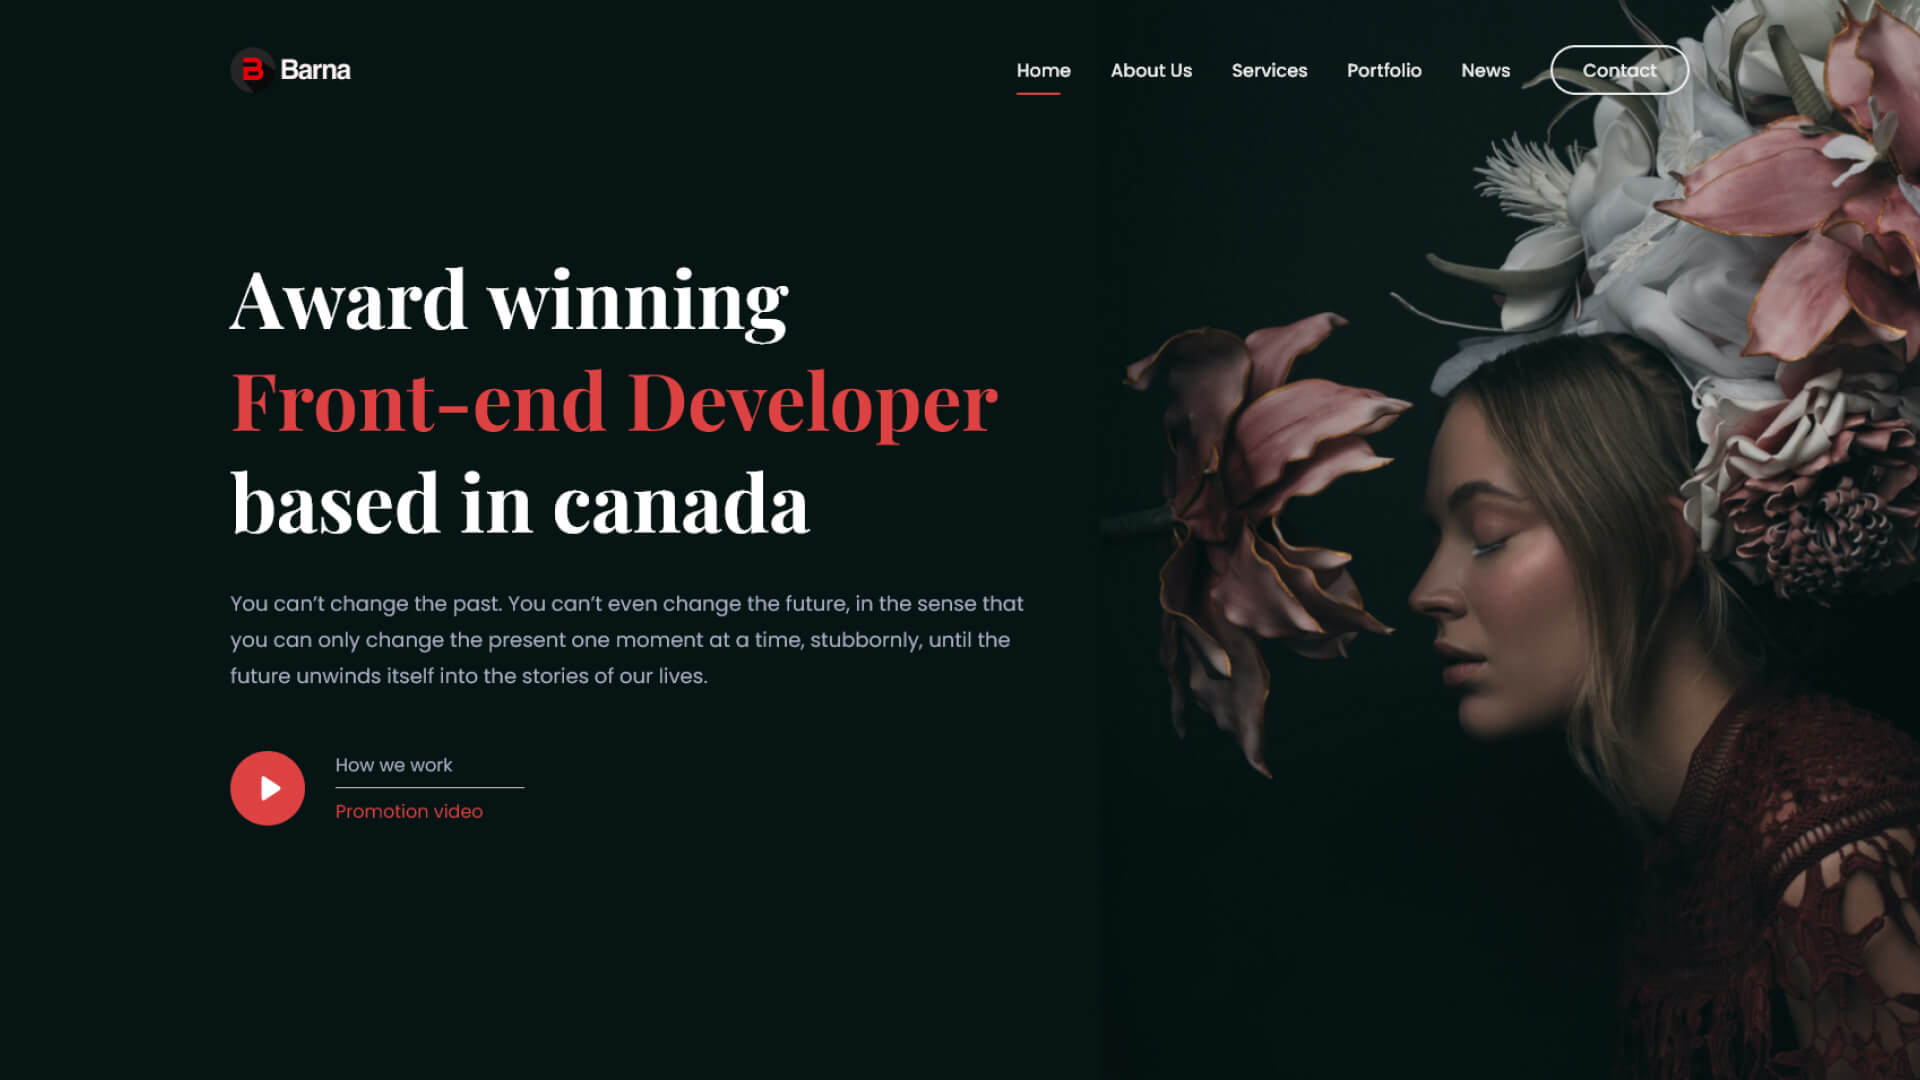 Barna
Home About Us Services Portfolio News Contact
Award winning
Front-end Developer
based in canada
You can’t change the past. You can’t even change the future, in the sense that
you can only change the present one moment at a time, stubbornly, until the
future unwinds itself into the stories of our lives.
How we work
Promotion video